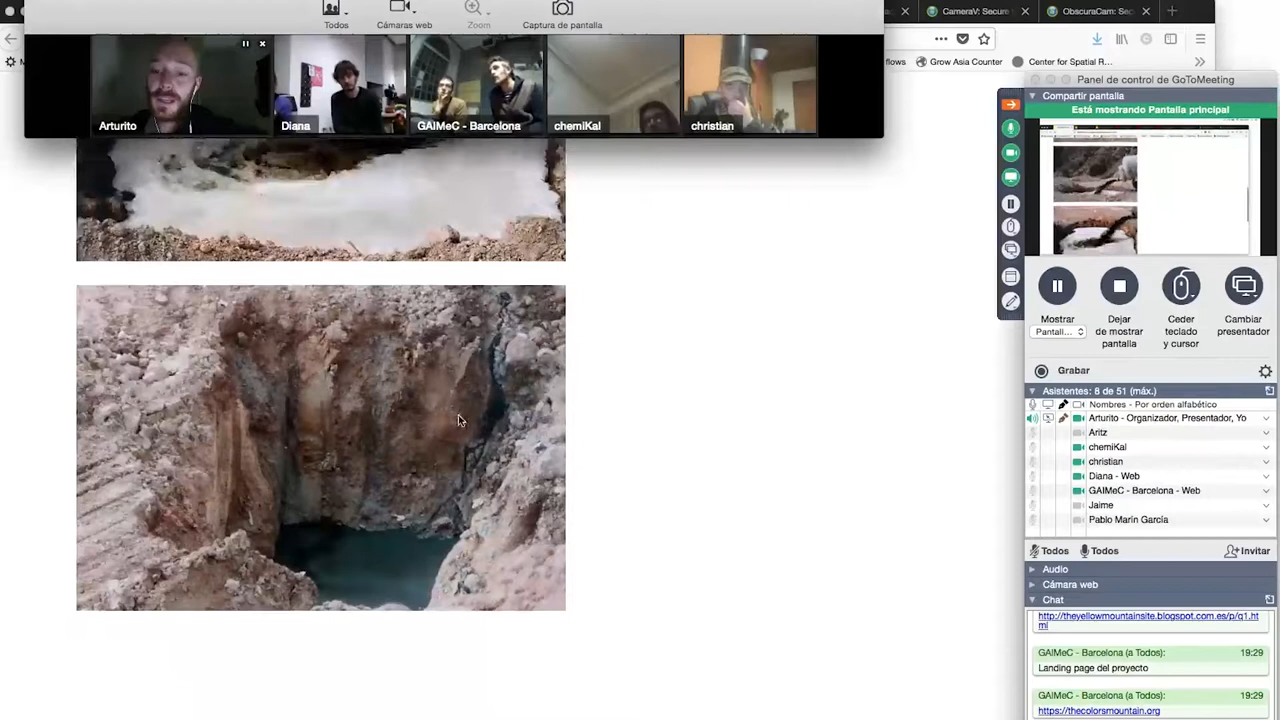 Todos
Cámaras web
Zoom
Captura de pantalla
CameraV: Secure
ObscuraCam: Sec
flows
Grow Asia Counter
Center for Spatial R...
Arturito
Diana
GAIMeC - Barcelona
chemiKal
christian
Panel de control de GoToMeeting
Compartir pantalla
Está mostrando Pantalla principal
Mostrar
Pantall...
Dejar
de mostrar
pantalla
Ceder
teclado
y cursor
Cambiar
presentador
Grabar
Asistentes: 8 de 51 (máx.)
Nombres - Por orden alfabético
Arturito - Organizador, Presentador, Yo
Aritz
chemiKal
christian
Diana - Web
GAIMeC - Barcelona - Web
Jaime
Pablo Marín García
Todos
Todos
Invitar
Audio
Cámara web
Chat
http://theyellowmountainsite.blogspot.com.es/p/q1.ht
ml
GAIMeC - Barcelona (a Todos): 19:29
Landing page del proyecto
GAIMeC - Barcelona (a Todos): 19:29
https://thecolorsmountain.org